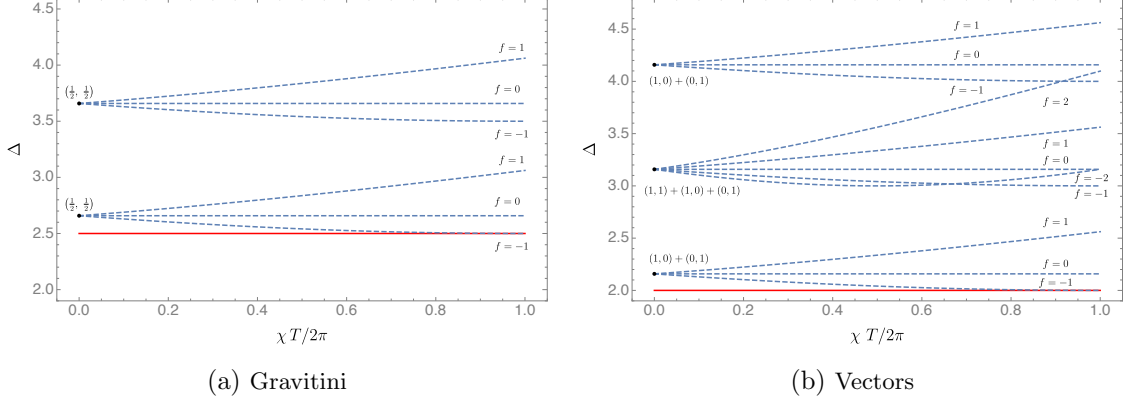 4.5
4.0
3.5
3.0
2.5
2.0
Δ
(1/2, 1/2)
f = 1
f = 0
f = −1
(1/2, 1/2)
f = 1
f = 0
f = −1
0.0 0.2 0.4 0.6 0.8 1.0
χ T/2π
(a) Gravitini
4.5
4.0
3.5
3.0
2.5
2.0
Δ
f = 1
f = 0
(1, 0) + (0, 1)
f = −1
f = 2
f = 1
f = 0
f = −2
(1, 1) + (1, 0) + (0, 1)
f = −1
f = 1
(1, 0) + (0, 1)
f = 0
f = −1
0.0 0.2 0.4 0.6 0.8 1.0
χ T/2π
(b) Vectors